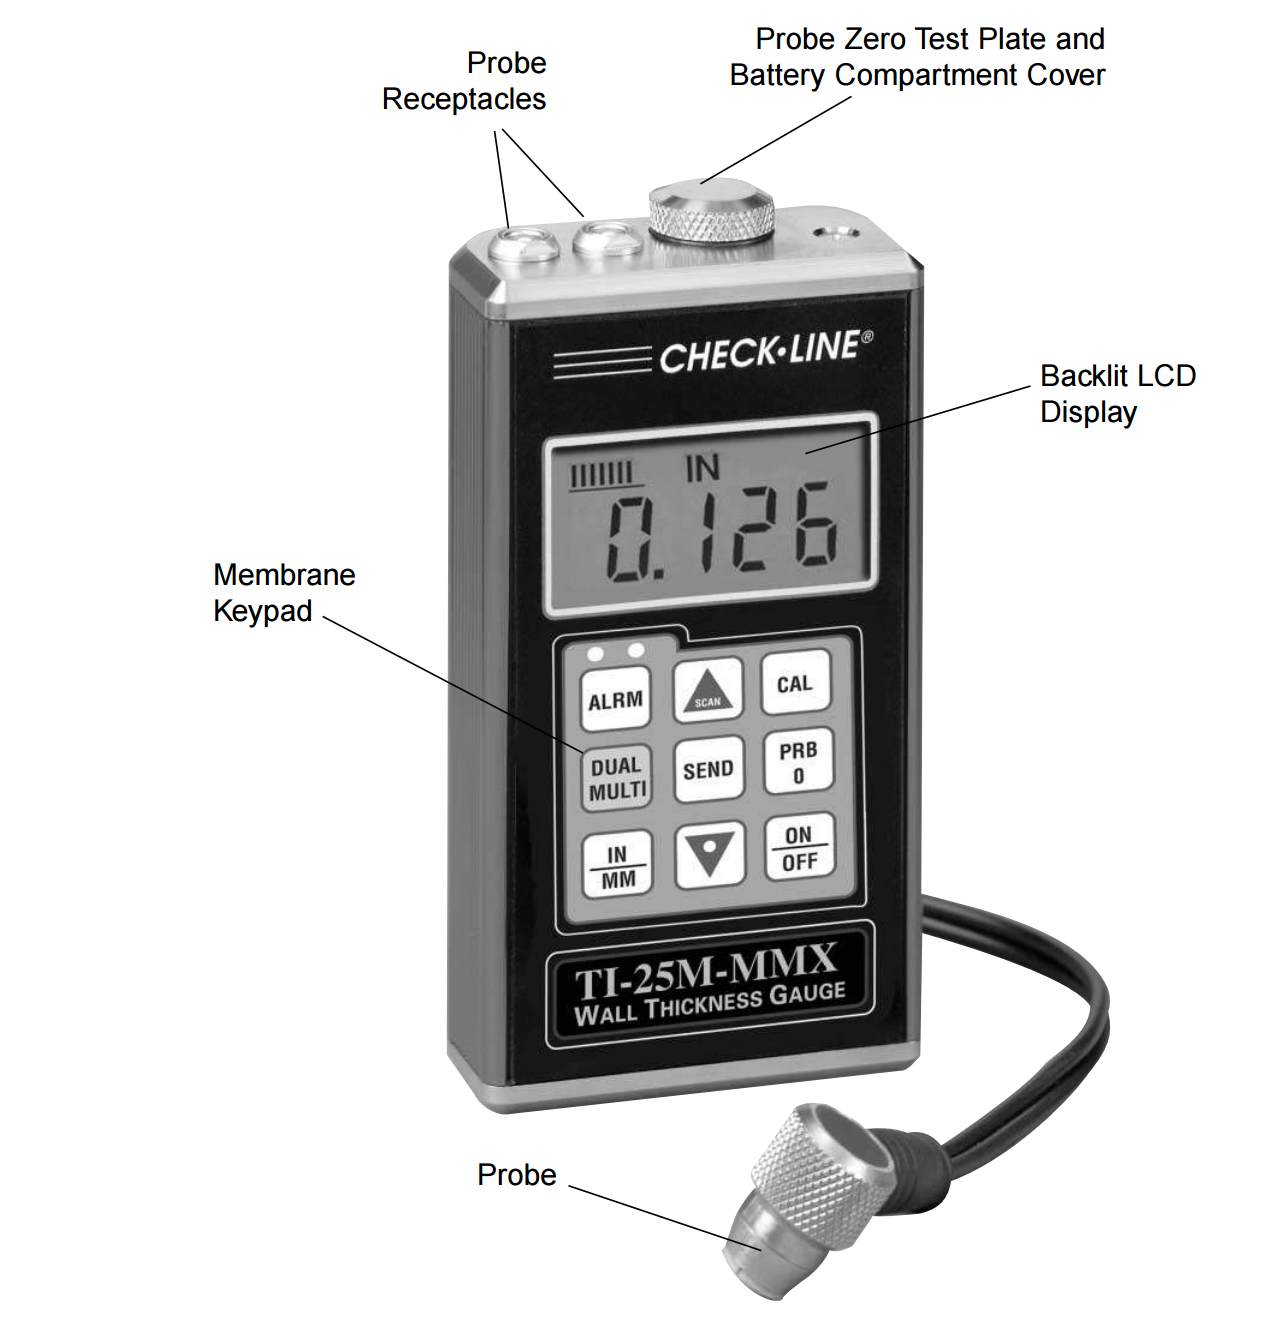 Probe Zero Test Plate and
Battery Compartment Cover
Probe
Receptacles
CHECK•LINE®
Backlit LCD
Display
IN
0.126
Membrane
Keypad
ALRM
SCAN
CAL
DUAL
MULTI
SEND
PRB
0
IN
MM
ON
OFF
TI-25M-MMX
WALL THICKNESS GAUGE
Probe